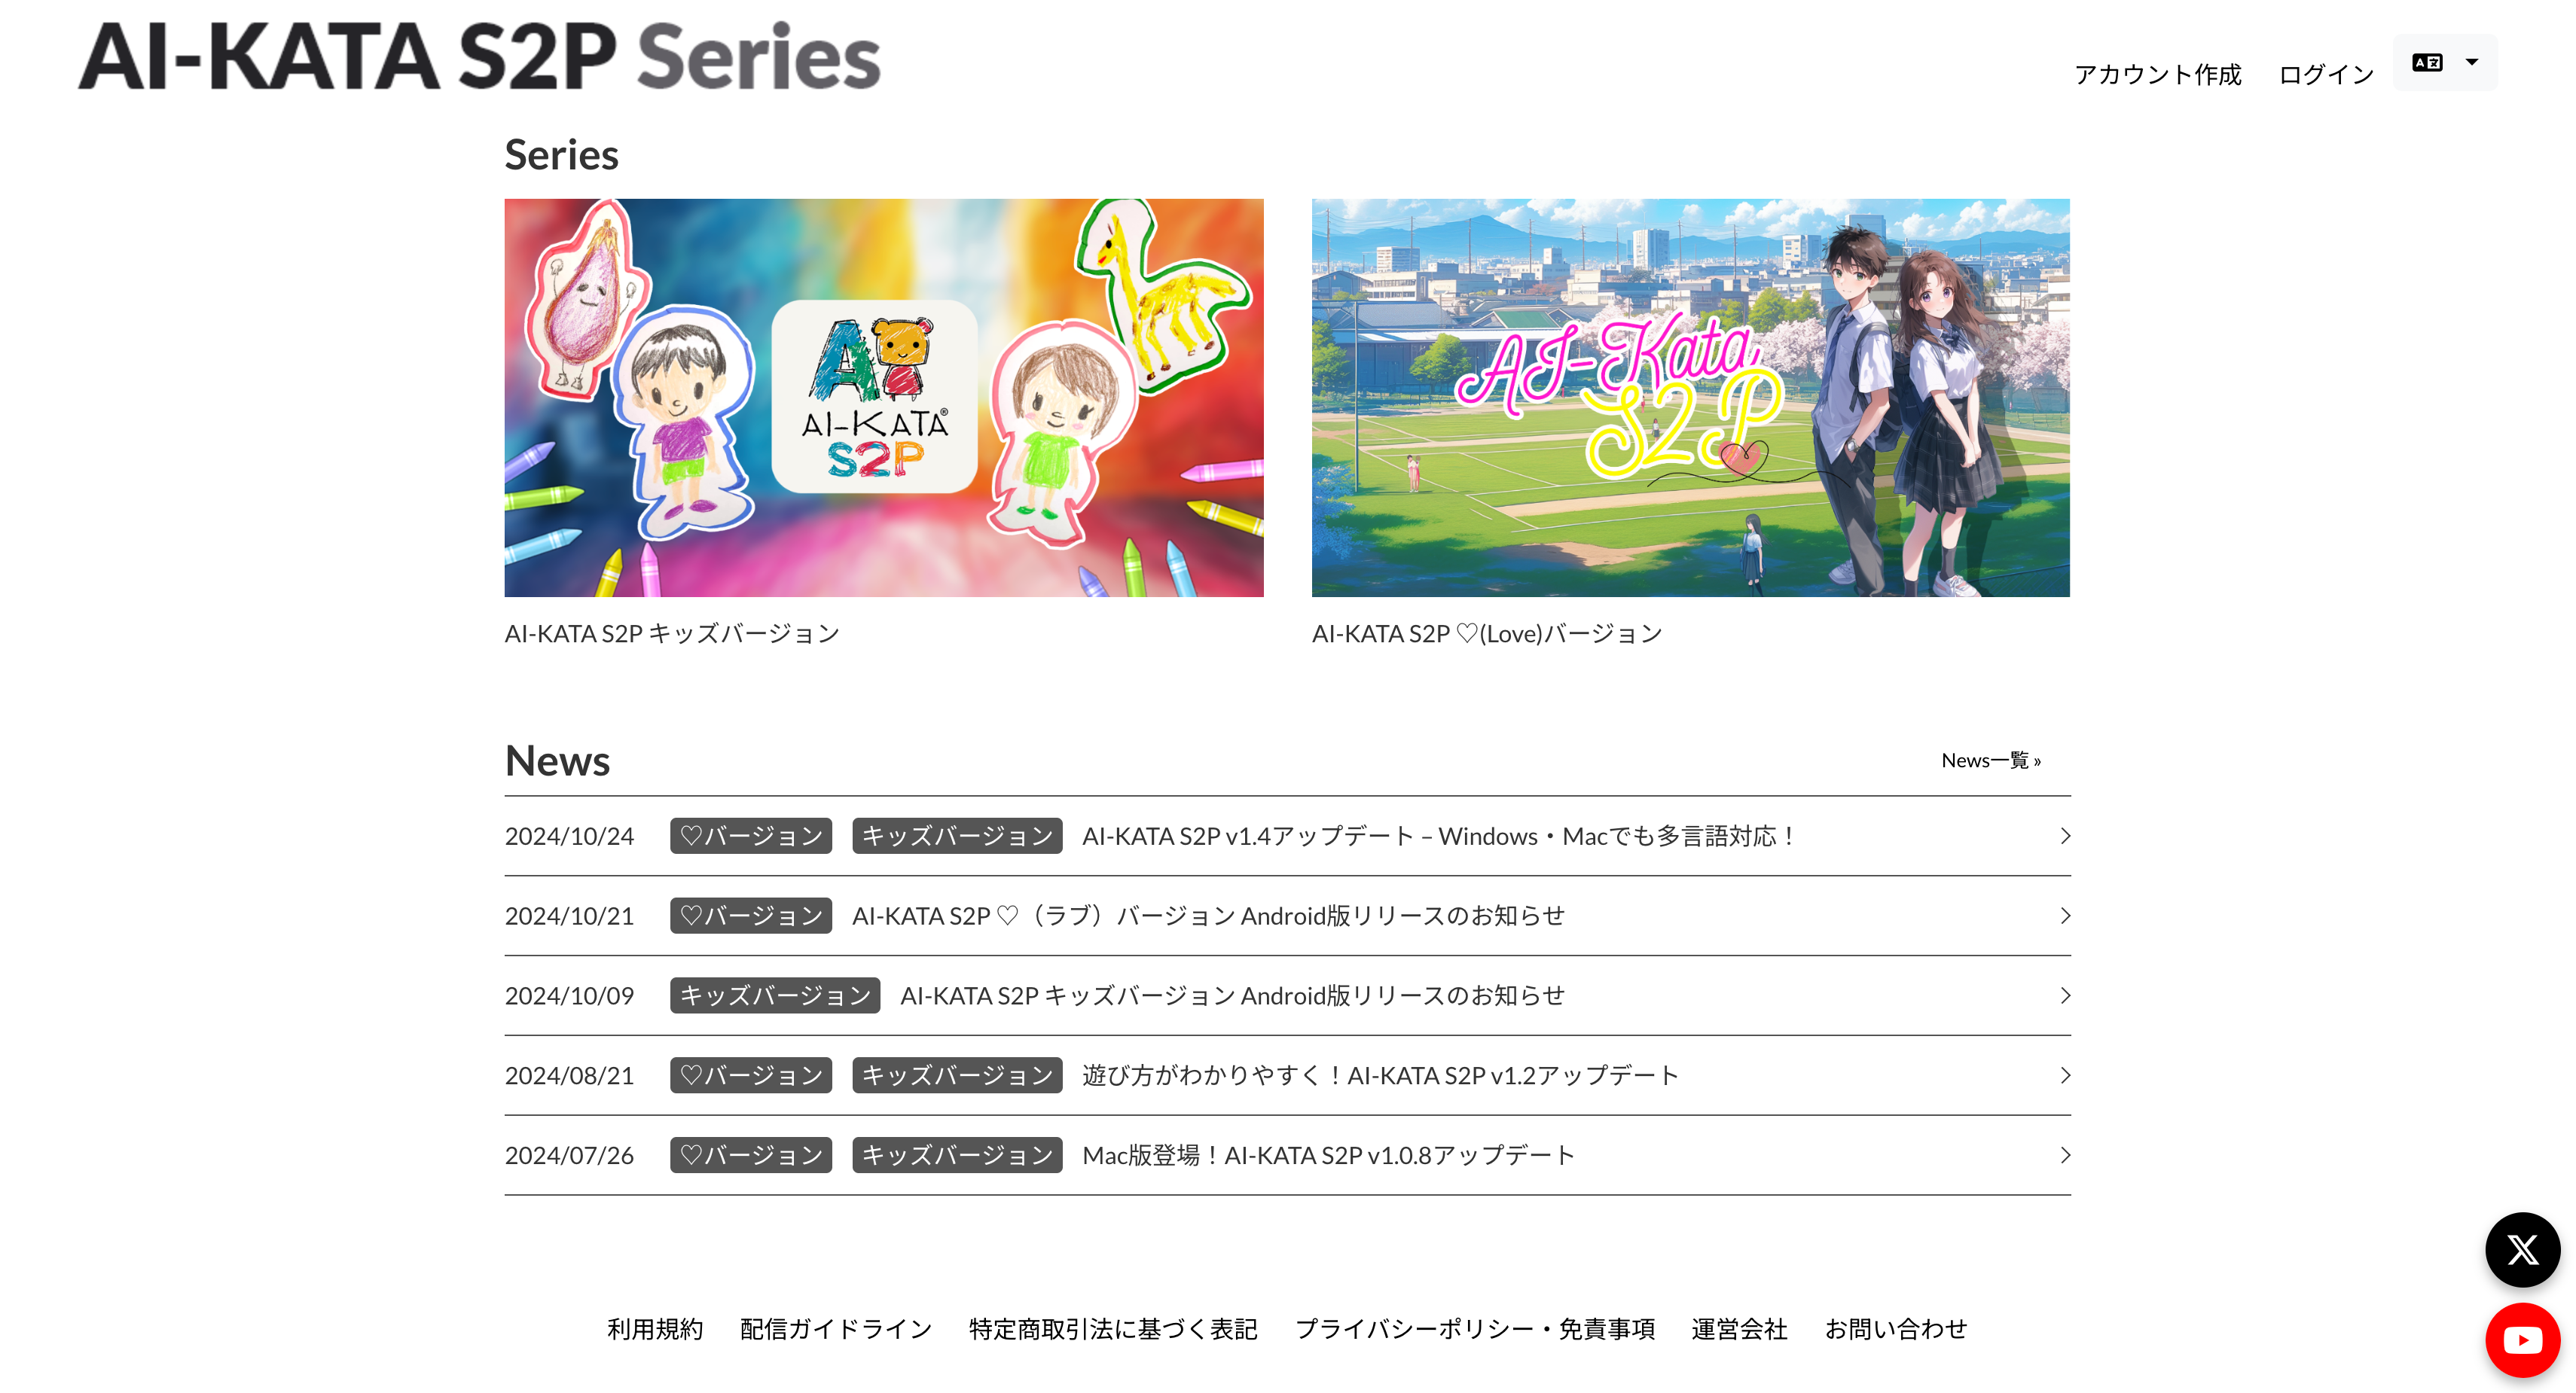 AI-KATA S2P Series
アカウント作成 ログイン
Series
AI-KATA®
S2P
AI-Kata
S2P
AI-KATA S2P キッズバージョン
AI-KATA S2P ♡(Love)バージョン
News
News一覧 »
2024/10/24 ♡バージョン キッズバージョン AI-KATA S2P v1.4アップデート – Windows・Macでも多言語対応！
2024/10/21 ♡バージョン AI-KATA S2P ♡（ラブ）バージョン Android版リリースのお知らせ
2024/10/09 キッズバージョン AI-KATA S2P キッズバージョン Android版リリースのお知らせ
2024/08/21 ♡バージョン キッズバージョン 遊び方がわかりやすく！AI-KATA S2P v1.2アップデート
2024/07/26 ♡バージョン キッズバージョン Mac版登場！AI-KATA S2P v1.0.8アップデート
利用規約 配信ガイドライン 特定商取引法に基づく表記 プライバシーポリシー・免責事項 運営会社 お問い合わせ